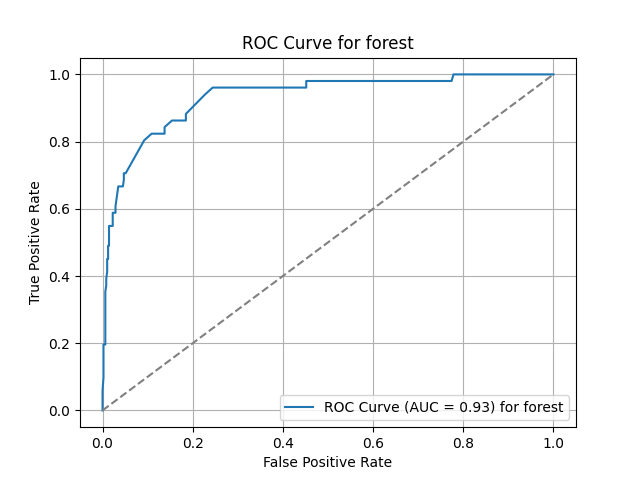 ROC Curve for forest
1.0
0.8
0.6
0.4
0.2
0.0
True Positive Rate
ROC Curve (AUC = 0.93) for forest
0.0 0.2 0.4 0.6 0.8 1.0
False Positive Rate